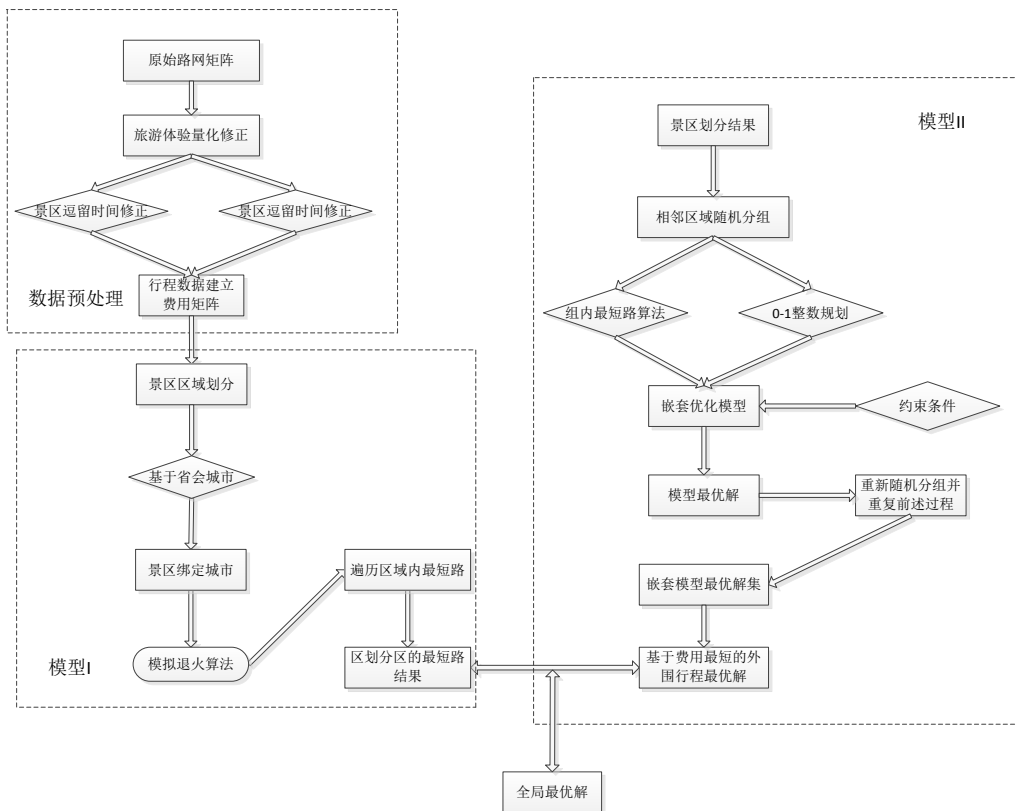 原始路网矩阵
旅游体验量化修正
景区逗留时间修正
景区逗留时间修正
行程数据建立
费用矩阵
数据预处理
景区区域划分
基于省会城市
景区绑定城市
模拟退火算法
遍历区域内最短路
区划分区的最短路
结果
模型I
模型II
景区划分结果
相邻区域随机分组
组内最短路算法
0-1整数规划
嵌套优化模型
约束条件
模型最优解
重新随机分组并
重复前述过程
嵌套模型最优解集
基于费用最短的外
围行程最优解
全局最优解